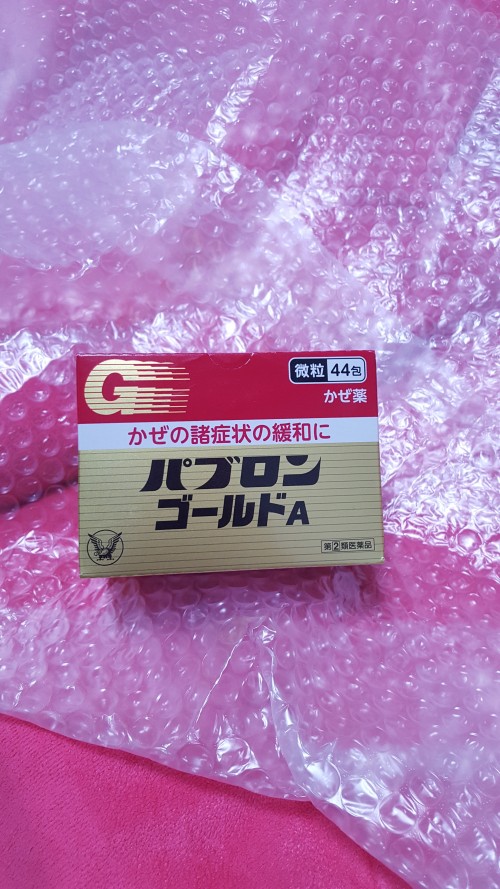 G
微粒 44包
かぜ薬
かぜの諸症状の緩和に
パブロン
ゴールドA
第②類医薬品